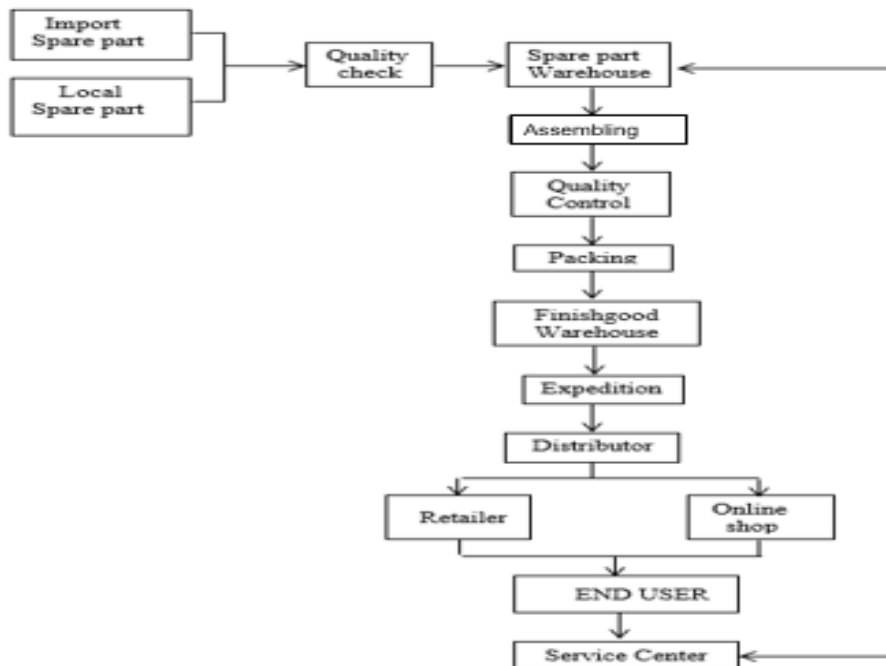 Import
Spare part
Local
Spare part
Quality
check
Spare part
Warehouse
Assembling
Quality
Control
Packing
Finishgood
Warehouse
Expedition
Distributor
Retailer
Online
shop
END USER
Service Center